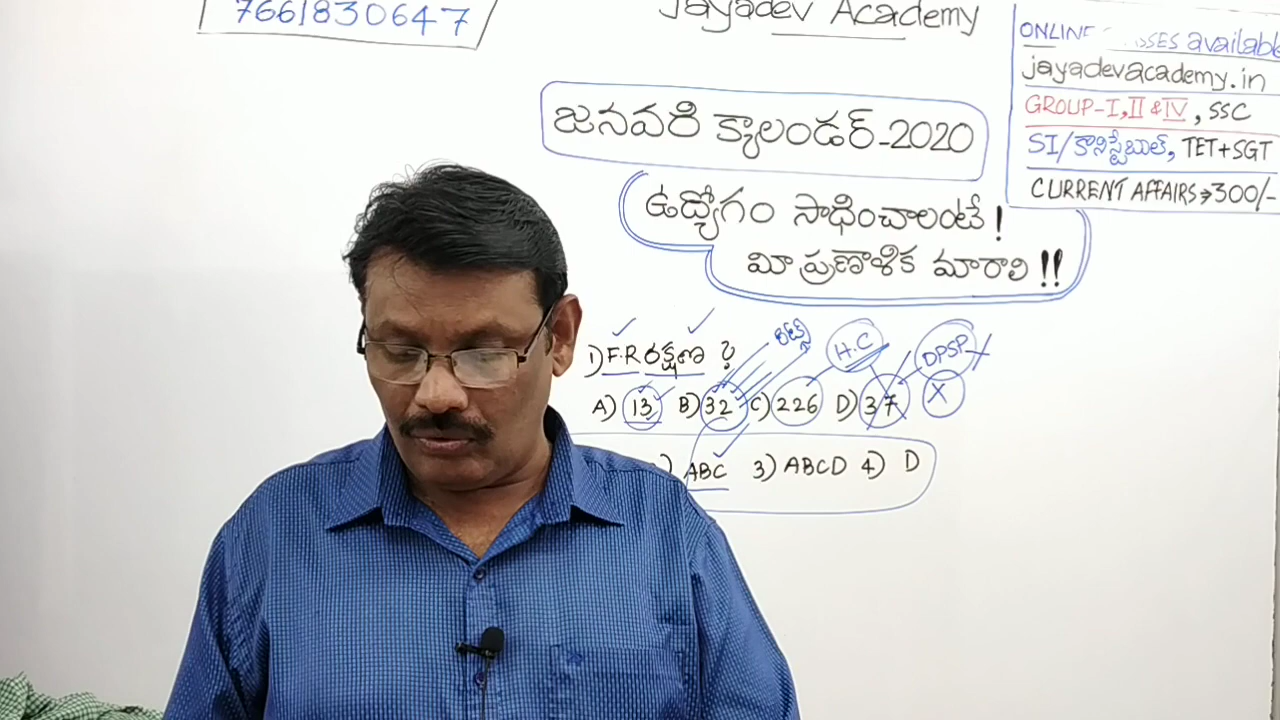 7661830647
Jayadev Academy
ONLINE available
jayadevacademy.in
GROUP-I, II & IV, SSC
SI/కానిస్టేబుల్, TET+SGT
CURRENT AFFAIRS → 300/-
జనవరి క్యాలండర్-2020
ఉద్యోగం సాధించాలంటే!
మీ ప్రణాళిక మారాలి!!
రిట్స్ H.C DPSP X
1) F.R రక్షణ ?
A) 13 B) 32 C) 226 D) 37 X
ABC 3) ABCD 4) D